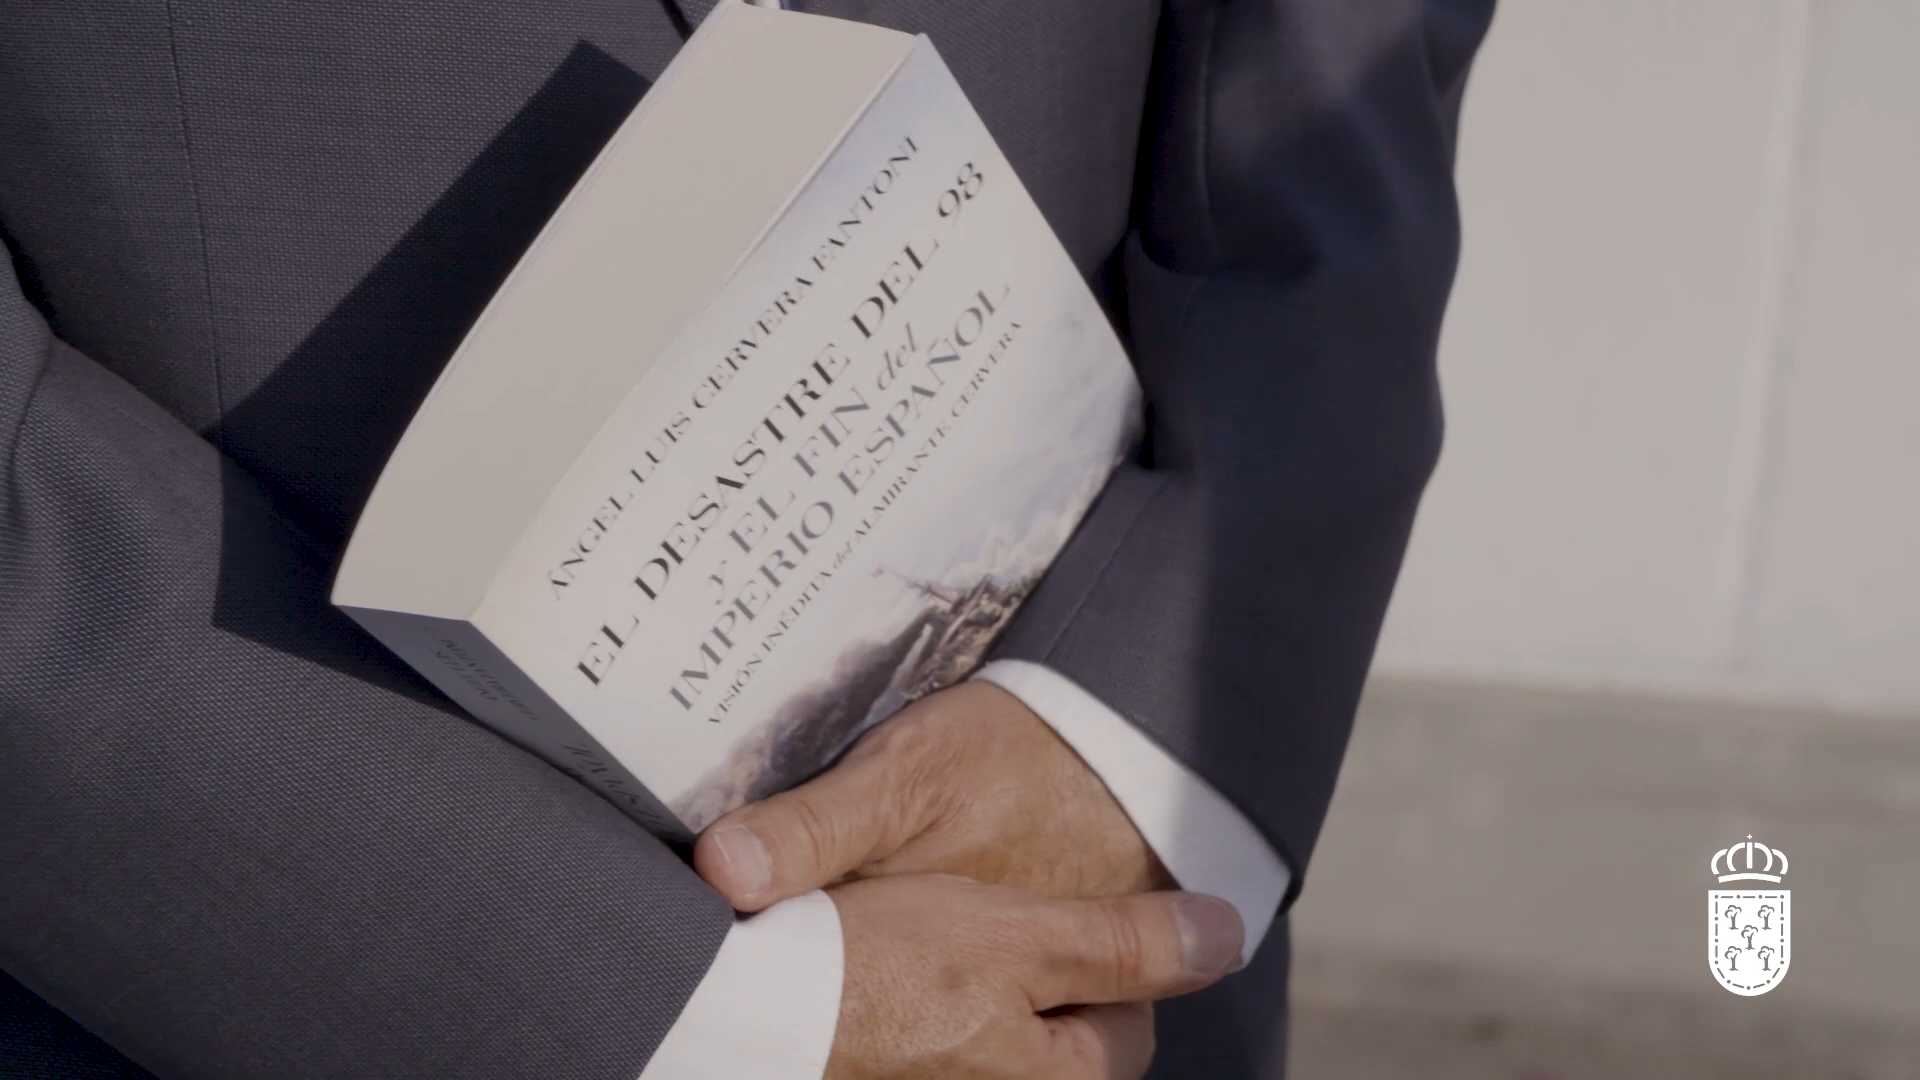 ÁNGEL LUIS CERVERA FANTONI
EL DESASTRE DEL 98
y EL FIN del
IMPERIO ESPAÑOL
VISIÓN INÉDITA del ALMIRANTE CERVERA